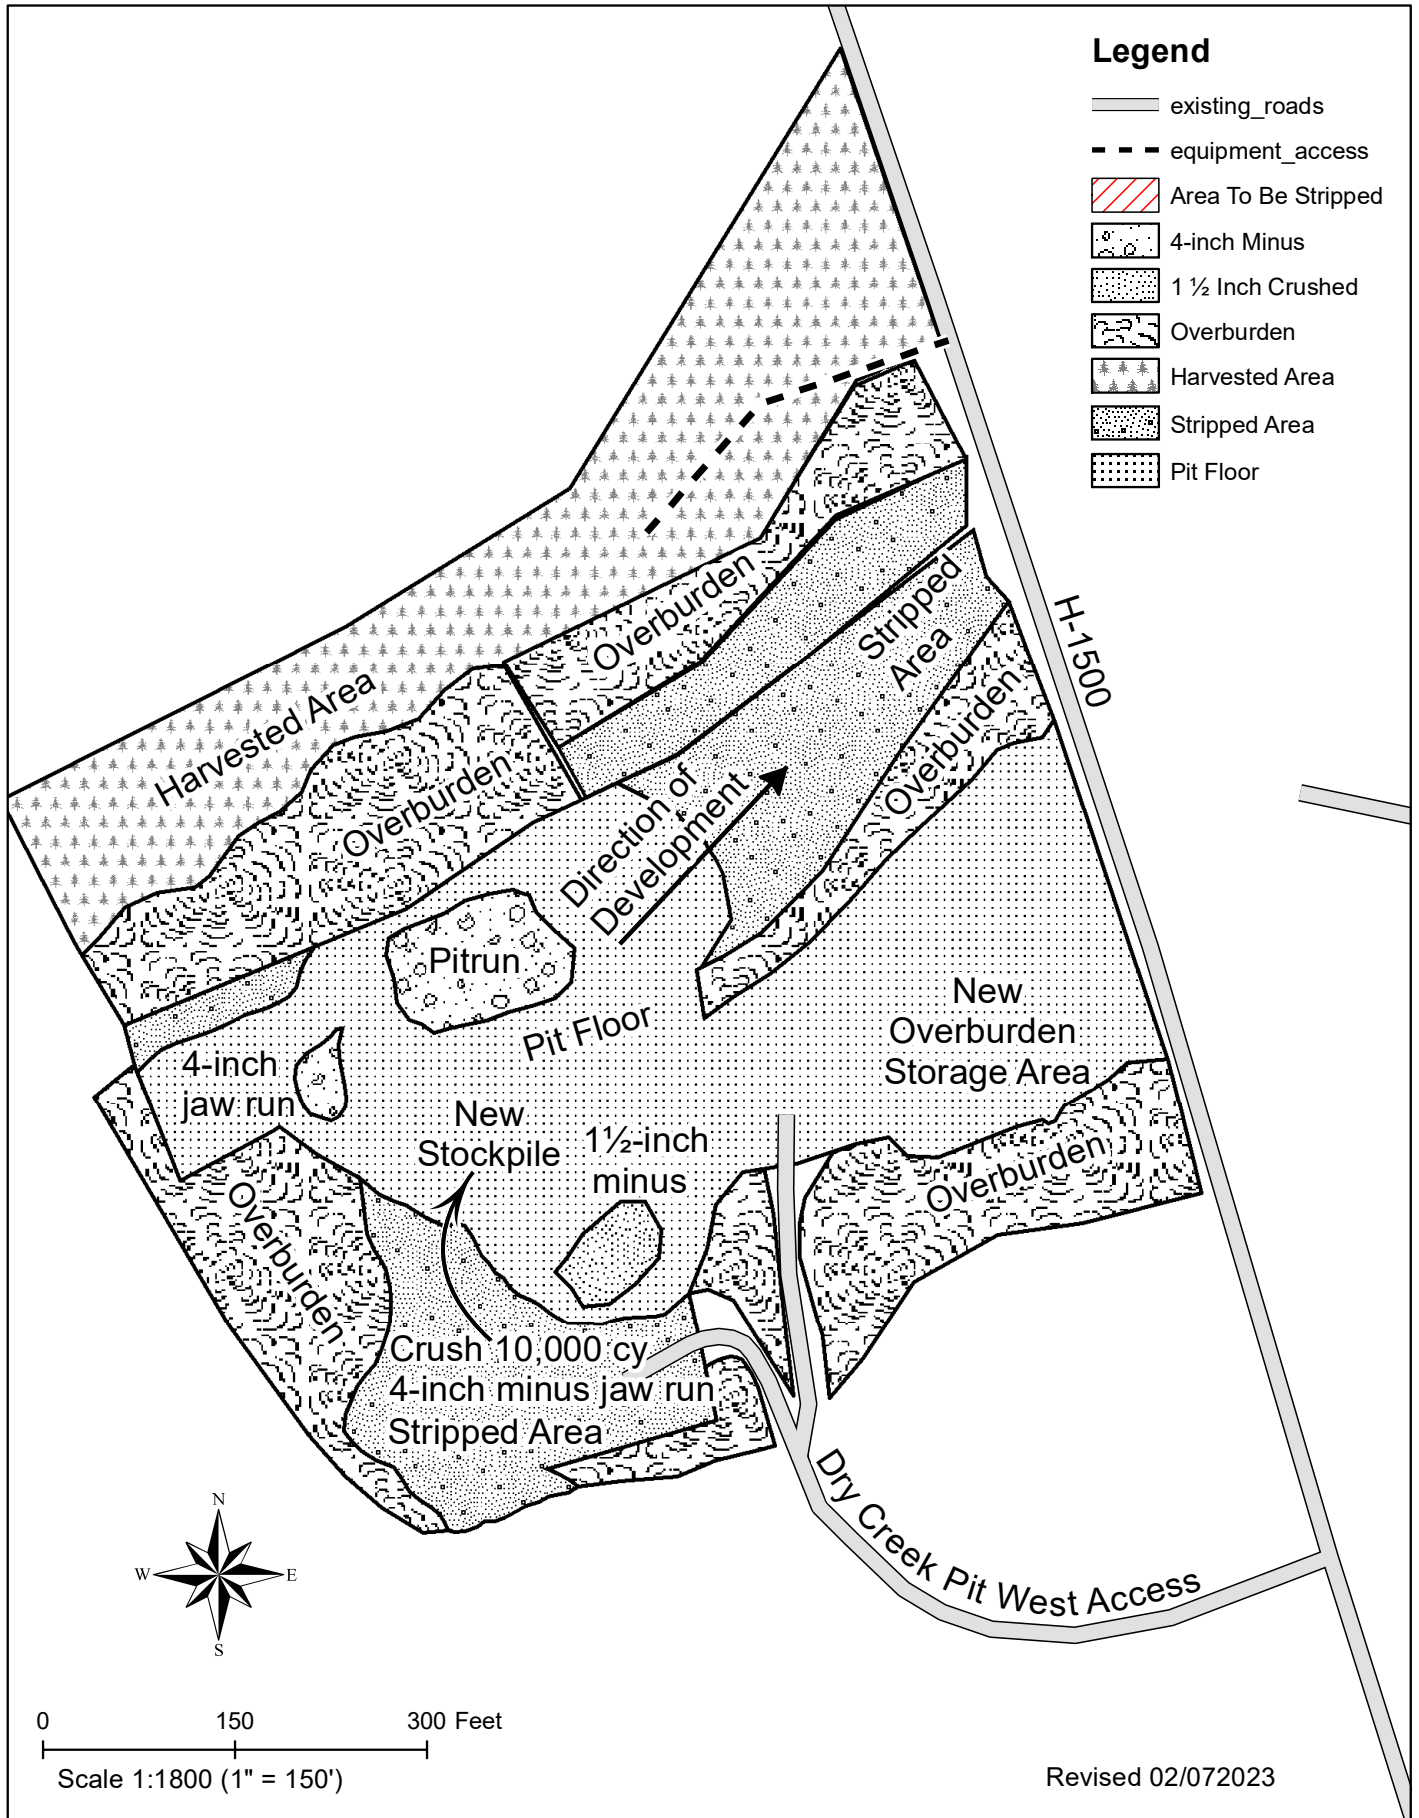 Legend
existing_roads
equipment_access
Area To Be Stripped
4-inch Minus
1 ½ Inch Crushed
Overburden
Harvested Area
Stripped Area
Pit Floor
H-1500
Stripped
Area
Overburden
Overburden
Harvested Area
Overburden
Direction of
Development
Pitrun
Pit Floor
New
Overburden
Storage Area
4-inch
jaw run
New
Stockpile
1½-inch
minus
Overburden
Overburden
Crush 10,000 cy
4-inch minus jaw run
Stripped Area
Dry Creek Pit West Access
N
W
E
S
0
150
300 Feet
Scale 1:1800 (1" = 150')
Revised 02/072023